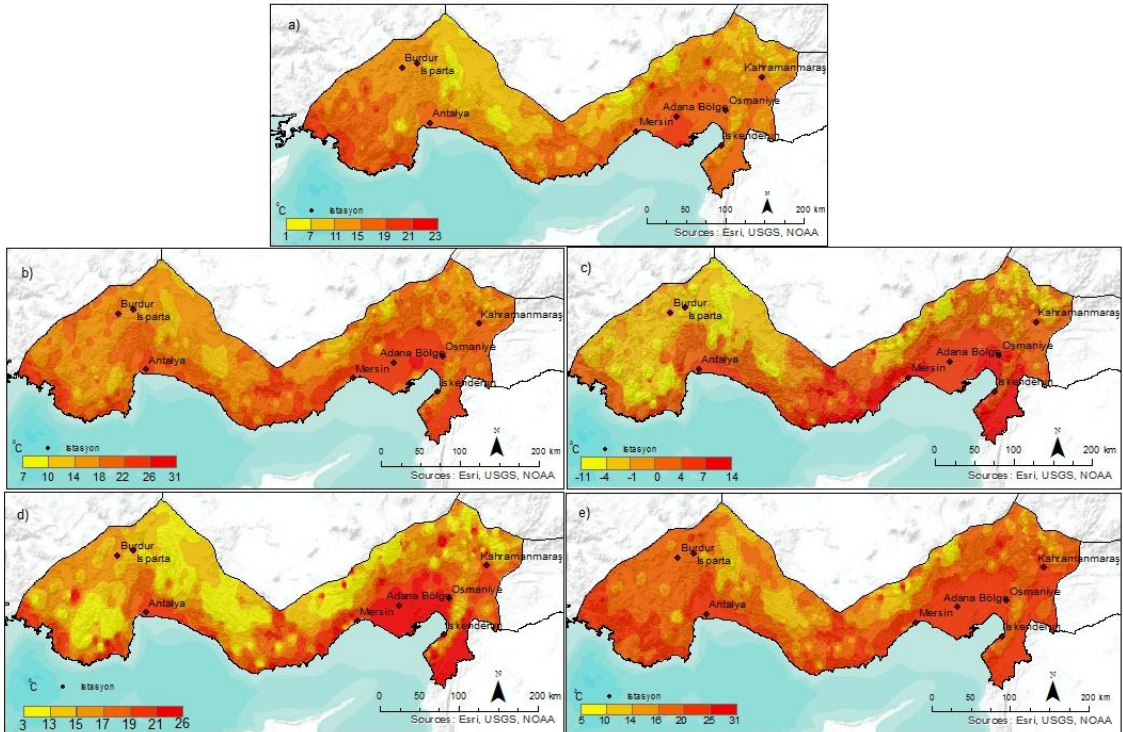 a)
Burdur
Isparta
Antalya
Mersin
Adana Bölge
Osmaniye
Kahramanmaraş
İskenderun
°C
İstasyon
1 7 11 15 19 21 23
N
0 50 100 200 km
Sources: Esri, USGS, NOAA
b)
Burdur
Isparta
Antalya
Mersin
Adana Bölge
Osmaniye
Kahramanmaraş
İskenderun
°C
İstasyon
7 10 14 18 22 26 31
N
0 50 100 200 km
Sources: Esri, USGS, NOAA
c)
Burdur
Isparta
Antalya
Mersin
Adana Bölge
Osmaniye
Kahramanmaraş
İskenderun
°C
İstasyon
-11 -4 -1 0 4 7 14
N
0 50 100 200 km
Sources: Esri, USGS, NOAA
d)
Burdur
Isparta
Antalya
Mersin
Adana Bölge
Osmaniye
Kahramanmaraş
İskenderun
°C
İstasyon
3 13 15 17 19 21 26
N
0 50 100 200 km
Sources: Esri, USGS, NOAA
e)
Burdur
Isparta
Antalya
Mersin
Adana Bölge
Osmaniye
Kahramanmaraş
İskenderun
°C
İstasyon
5 10 14 16 20 25 31
N
0 50 100 200 km
Sources: Esri, USGS, NOAA